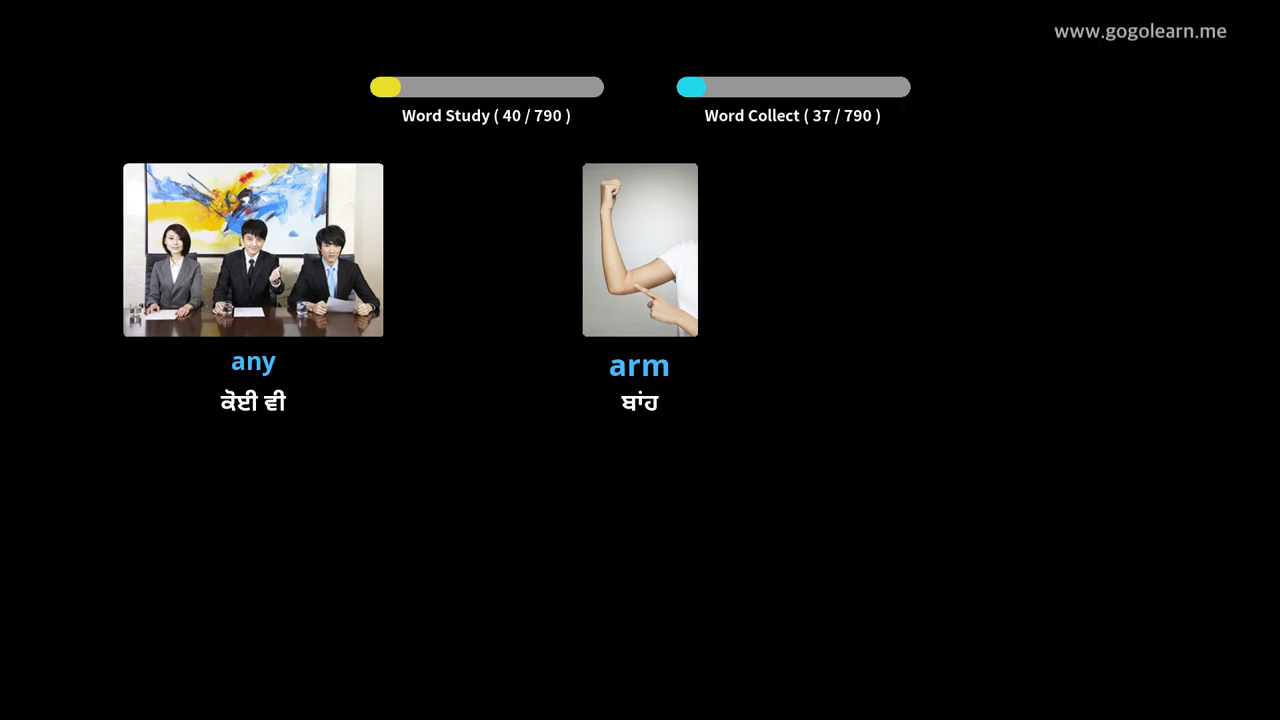 www.gogolearn.me
Word Study ( 40 / 790 )
Word Collect ( 37 / 790 )
any
ਕੋਈ ਵੀ
arm
ਬਾਂਹ